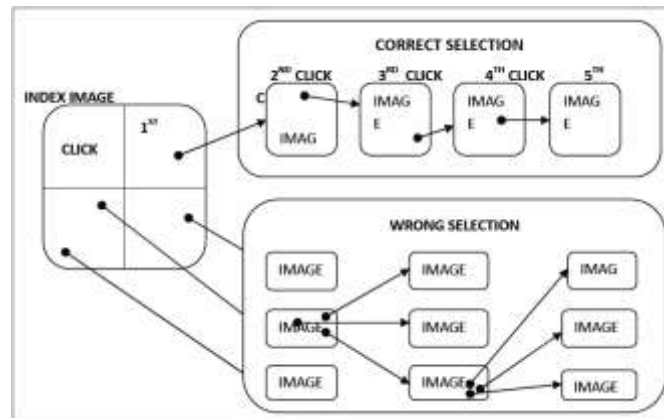 CORRECT SELECTION
2ND CLICK 3RD CLICK 4TH CLICK 5TH
C
IMAG
IMAG
E
IMAG
E
IMAG
E
INDEX IMAGE
1ST
CLICK
WRONG SELECTION
IMAGE IMAGE IMAG
IMAGE IMAGE IMAGE
IMAGE IMAGE IMAGE